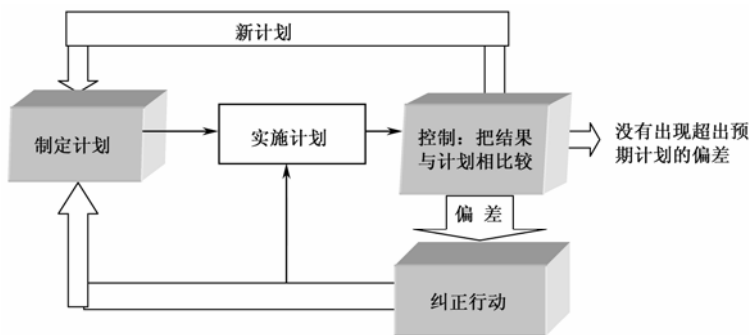 新计划
制定计划
实施计划
控制：把结果
与计划相比较
没有出现超出预
期计划的偏差
偏 差
纠正行动